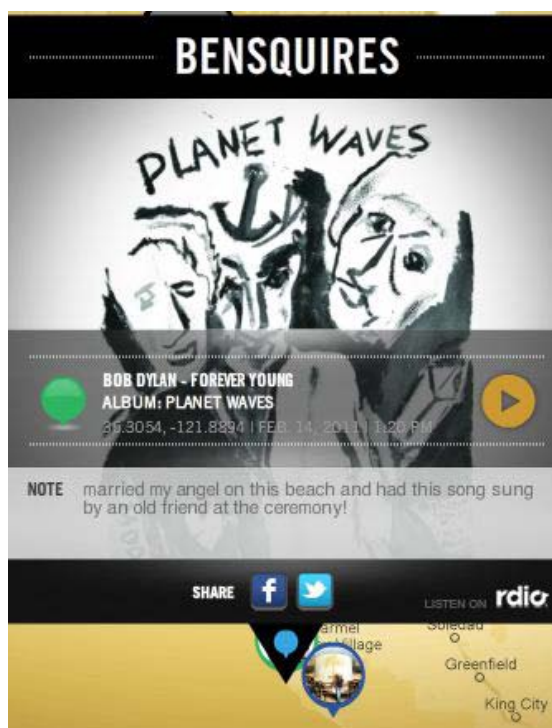 BENSQUIRES
PLANET WAVES
BOB DYLAN - FOREVER YOUNG
ALBUM: PLANET WAVES
36.3054, -121.8894 | FEB. 14, 2011 | 1:20 PM
NOTE married my angel on this beach and had this song sung
by an old friend at the ceremony!
SHARE f
LISTEN ON rdio
Village
Soledad
Greenfield
King City